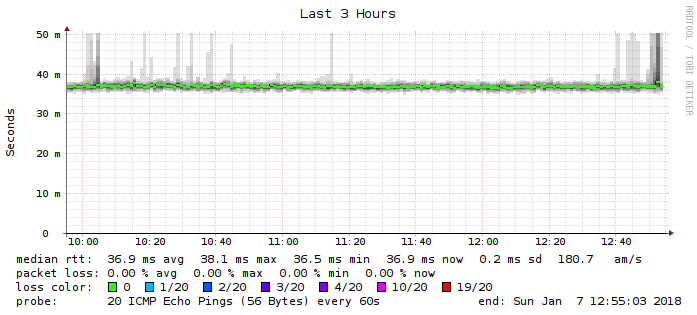 Last 3 Hours
RRDTOOL / TOBI OETIKER
Seconds
50 m
40 m
30 m
20 m
10 m
0
10:00 10:20 10:40 11:00 11:20 11:40 12:00 12:20 12:40
median rtt: 36.9 ms avg 38.1 ms max 36.5 ms min 36.9 ms now 0.2 ms sd 180.7 am/s
packet loss: 0.00 % avg 0.00 % max 0.00 % min 0.00 % now
loss color: 0 1/20 2/20 3/20 4/20 10/20 19/20
probe: 20 ICMP Echo Pings (56 Bytes) every 60s end: Sun Jan 7 12:55:03 2018